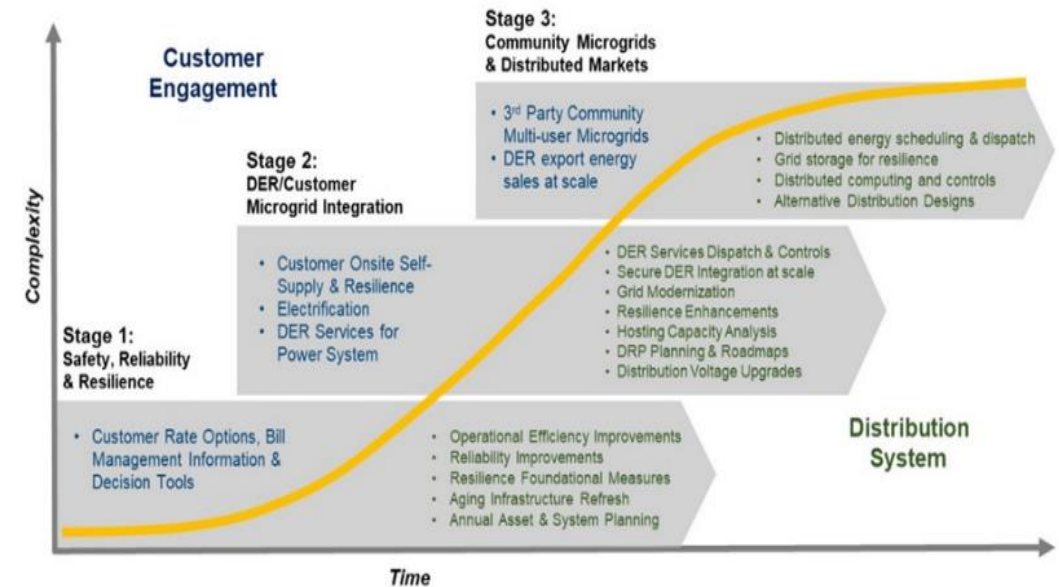 Customer
Engagement
Stage 3:
Community Microgrids
& Distributed Markets
• 3rd Party Community
Multi-user Microgrids
• DER export energy
sales at scale
• Distributed energy scheduling & dispatch
• Grid storage for resilience
• Distributed computing and controls
• Alternative Distribution Designs
Stage 2:
DER/Customer
Microgrid Integration
• Customer Onsite Self-
Supply & Resilience
• Electrification
• DER Services for
Power System
• DER Services Dispatch & Controls
• Secure DER Integration at scale
• Grid Modernization
• Resilience Enhancements
• Hosting Capacity Analysis
• DRP Planning & Roadmaps
• Distribution Voltage Upgrades
Stage 1:
Safety, Reliability
& Resilience
• Customer Rate Options, Bill
Management Information &
Decision Tools
• Operational Efficiency Improvements
• Reliability Improvements
• Resilience Foundational Measures
• Aging Infrastructure Refresh
• Annual Asset & System Planning
Distribution
System
Complexity
Time